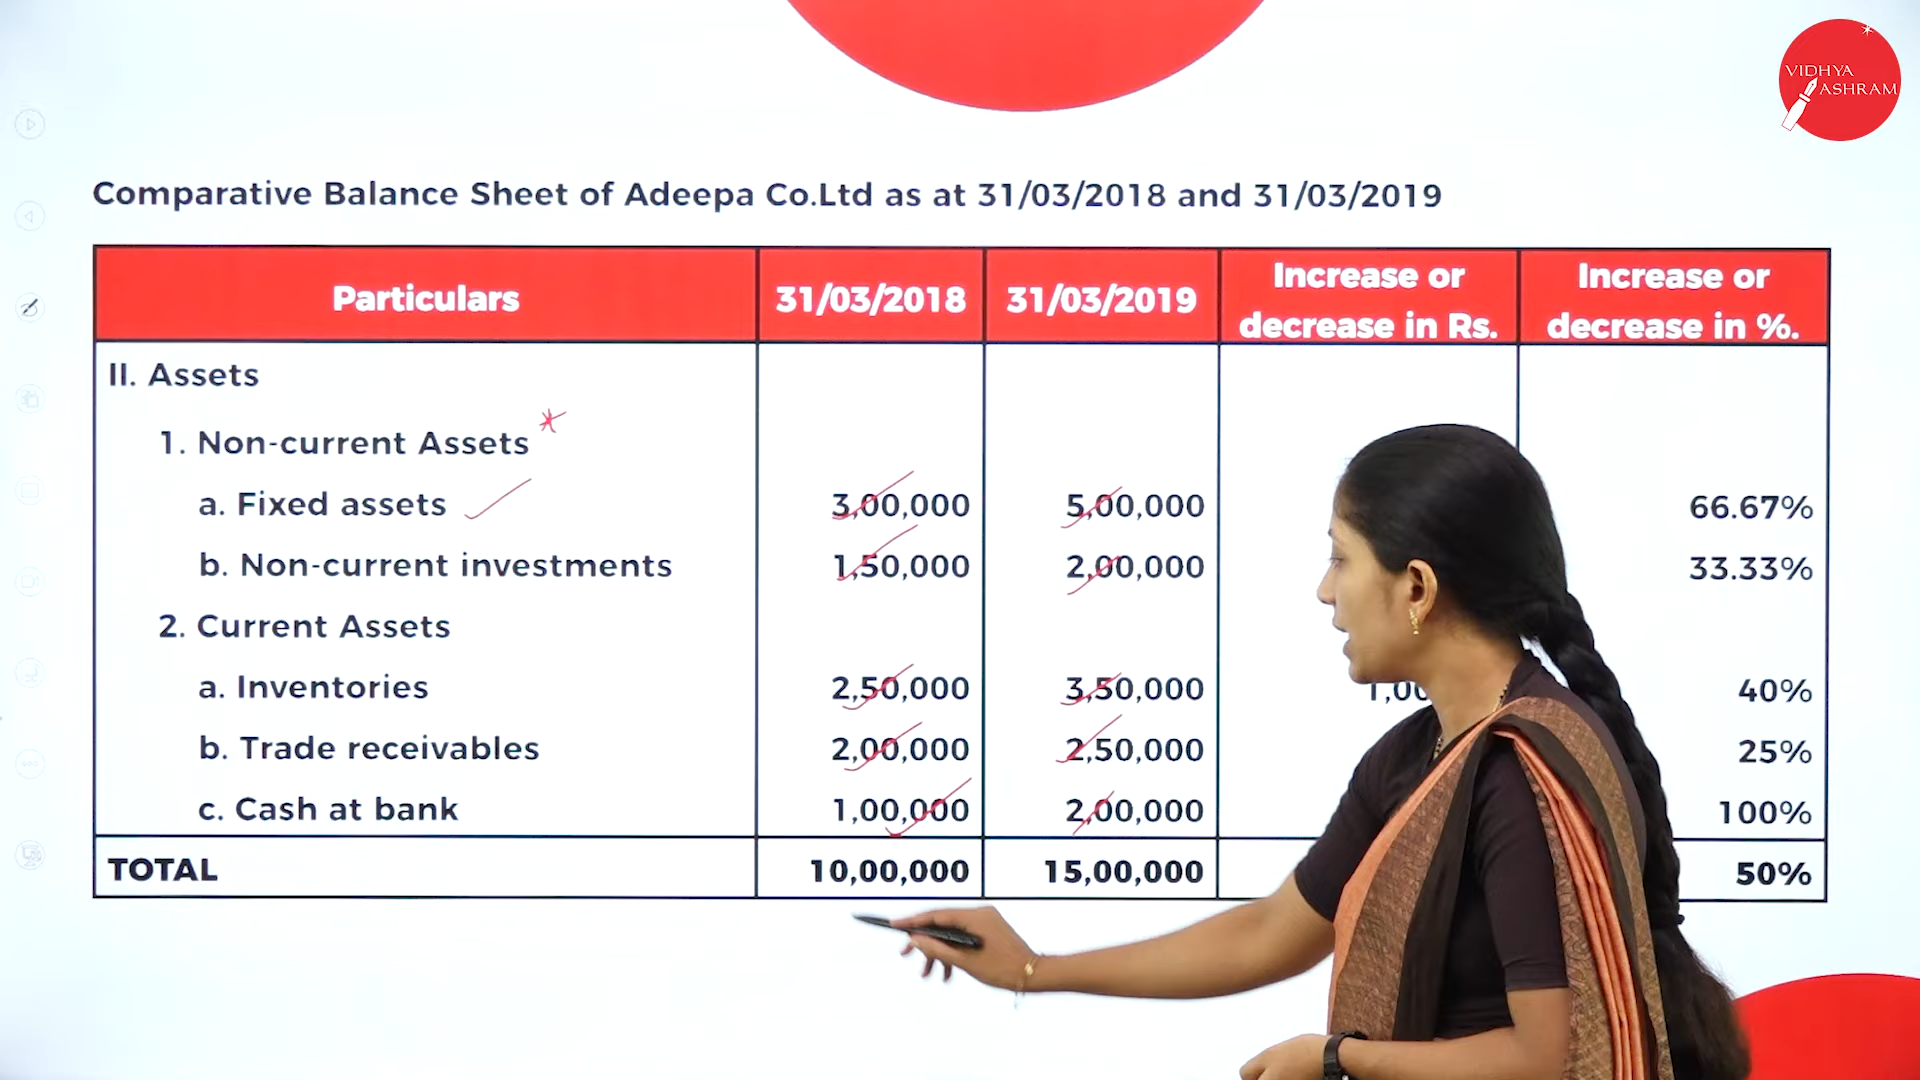 VIDHYA
ASHRAM
Comparative Balance Sheet of Adeepa Co.Ltd as at 31/03/2018 and 31/03/2019
Particulars 31/03/2018 31/03/2019 Increase or decrease in Rs. Increase or decrease in %.
II. Assets
1. Non-current Assets *
a. Fixed assets 3,00,000 5,00,000 66.67%
b. Non-current investments 1,50,000 2,00,000 33.33%
2. Current Assets
a. Inventories 2,50,000 3,50,000 40%
b. Trade receivables 2,00,000 2,50,000 25%
c. Cash at bank 1,00,000 2,00,000 100%
TOTAL 10,00,000 15,00,000 50%